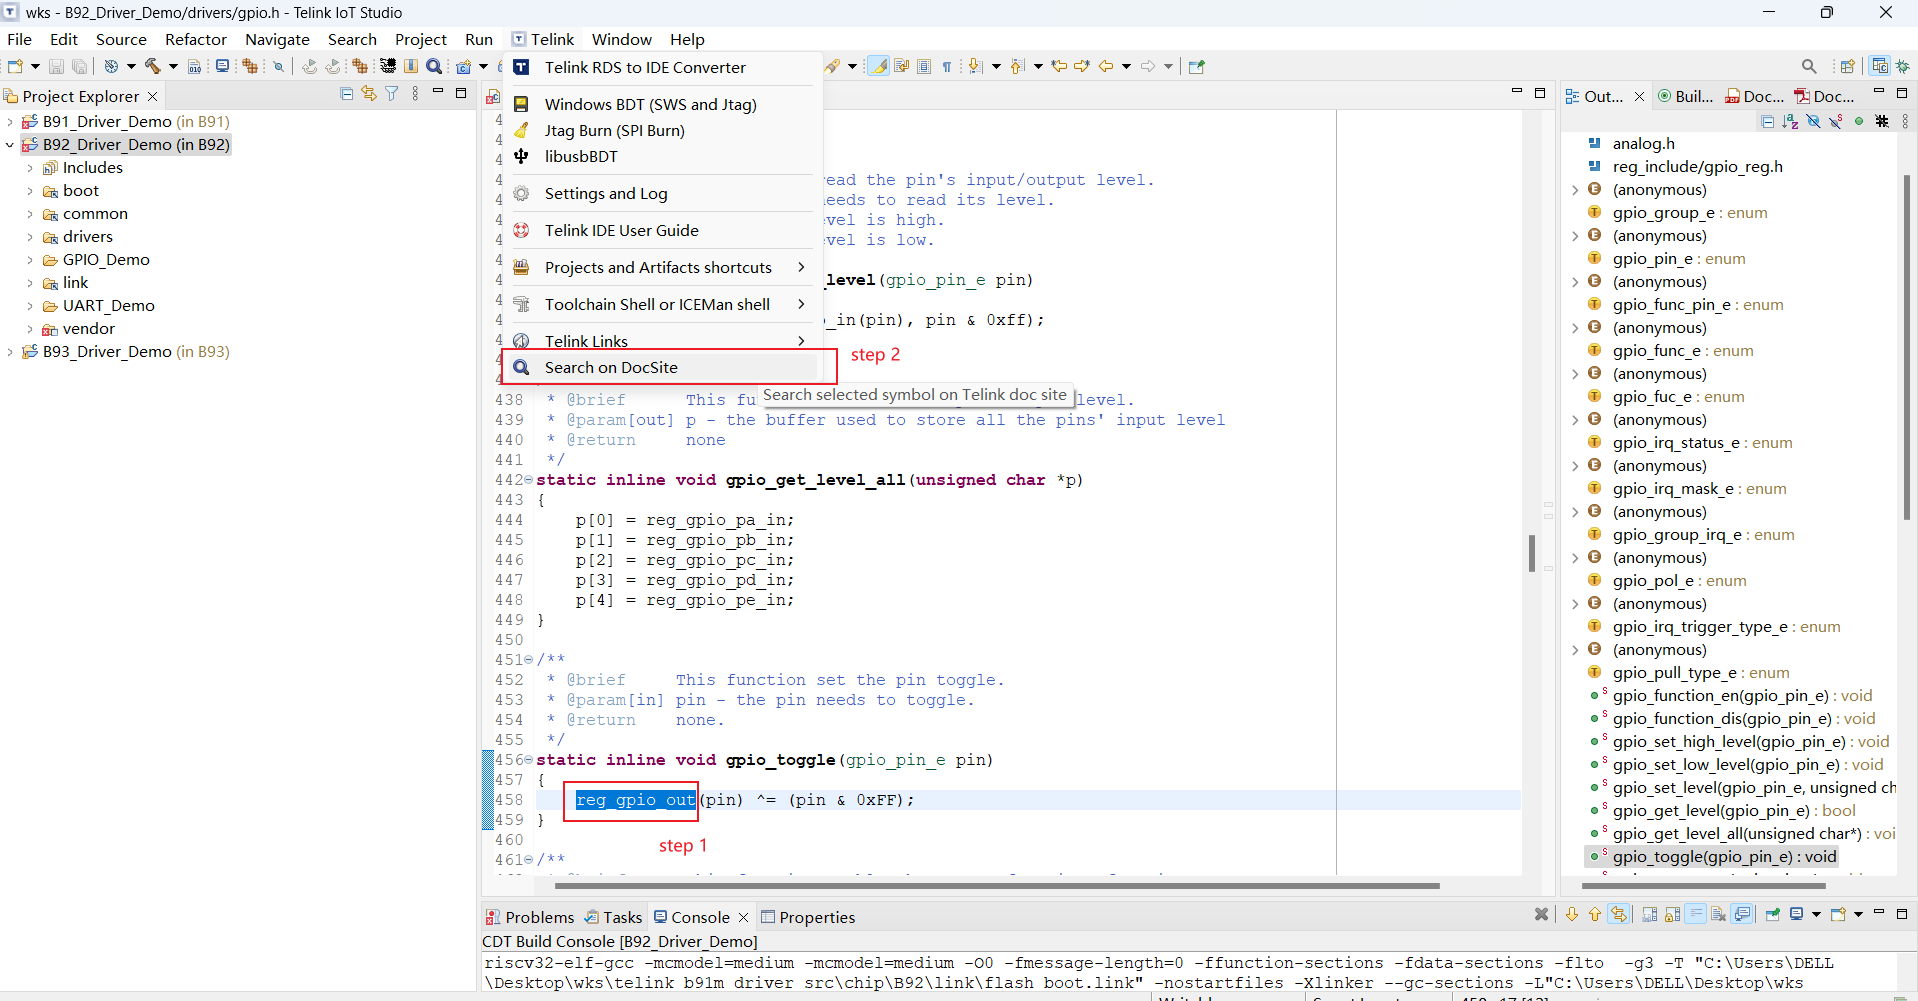 wks - B92_Driver_Demo/drivers/gpio.h - Telink IoT Studio
File Edit Source Refactor Navigate Search Project Run Telink Window Help
Project Explorer
B91_Driver_Demo (in B91)
B92_Driver_Demo (in B92)
Includes
boot
common
drivers
GPIO_Demo
link
UART_Demo
vendor
B93_Driver_Demo (in B93)
Telink RDS to IDE Converter
Windows BDT (SWS and Jtag)
Jtag Burn (SPI Burn)
libusbBDT
Settings and Log
Telink IDE User Guide
Projects and Artifacts shortcuts
Toolchain Shell or ICEMan shell
Telink Links
Search on DocSite
step 2
Search selected symbol on Telink doc site
ead the pin's input/output level.
eeds to read its level.
vel is high.
vel is low.
_level(gpio_pin_e pin)
_in(pin), pin & 0xff);
438 * @brief This fu level.
439 * @param[out] p - the buffer used to store all the pins' input level
440 * @return none
441 */
442 static inline void gpio_get_level_all(unsigned char *p)
443 {
444 p[0] = reg_gpio_pa_in;
445 p[1] = reg_gpio_pb_in;
446 p[2] = reg_gpio_pc_in;
447 p[3] = reg_gpio_pd_in;
448 p[4] = reg_gpio_pe_in;
449 }
450
451 /**
452 * @brief This function set the pin toggle.
453 * @param[in] pin - the pin needs to toggle.
454 * @return none.
455 */
456 static inline void gpio_toggle(gpio_pin_e pin)
457 {
458 reg_gpio_out(pin) ^= (pin & 0xFF);
459 }
460
step 1
461 /**
Out... Buil... Doc... Doc...
analog.h
reg_include/gpio_reg.h
(anonymous)
gpio_group_e : enum
(anonymous)
gpio_pin_e : enum
(anonymous)
gpio_func_pin_e : enum
(anonymous)
gpio_func_e : enum
(anonymous)
gpio_fuc_e : enum
(anonymous)
gpio_irq_status_e : enum
(anonymous)
gpio_irq_mask_e : enum
(anonymous)
gpio_group_irq_e : enum
(anonymous)
gpio_pol_e : enum
(anonymous)
gpio_irq_trigger_type_e : enum
(anonymous)
gpio_pull_type_e : enum
gpio_function_en(gpio_pin_e) : void
gpio_function_dis(gpio_pin_e) : void
gpio_set_high_level(gpio_pin_e) : void
gpio_set_low_level(gpio_pin_e) : void
gpio_set_level(gpio_pin_e, unsigned ch
gpio_get_level(gpio_pin_e) : bool
gpio_get_level_all(unsigned char*) : voi
gpio_toggle(gpio_pin_e) : void
Problems Tasks Console Properties
CDT Build Console [B92_Driver_Demo]
riscv32-elf-gcc -mcmodel=medium -mcmodel=medium -O0 -fmessage-length=0 -ffunction-sections -fdata-sections -flto -g3 -T "C:\Users\DELL
\Desktop\wks\telink_b91m_driver_src\chip\B92\link\flash_boot.link" -nostartfiles -Xlinker --gc-sections -L"C:\Users\DELL\Desktop\wks